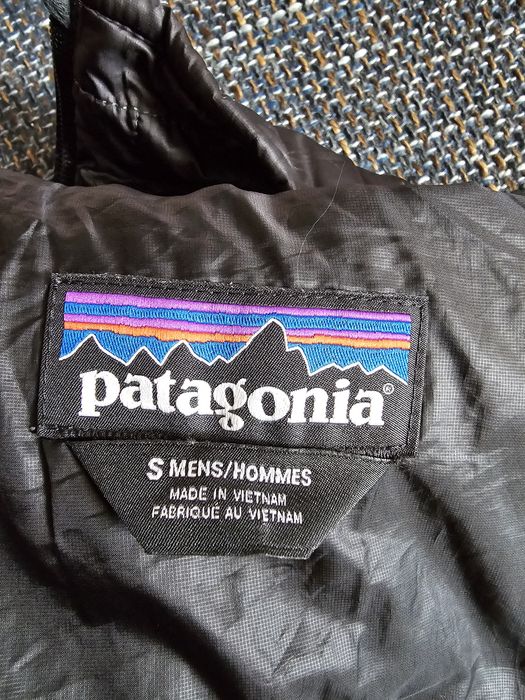 patagonia®
S MENS/HOMMES
MADE IN VIETNAM
FABRIQUÉ AU VIETNAM